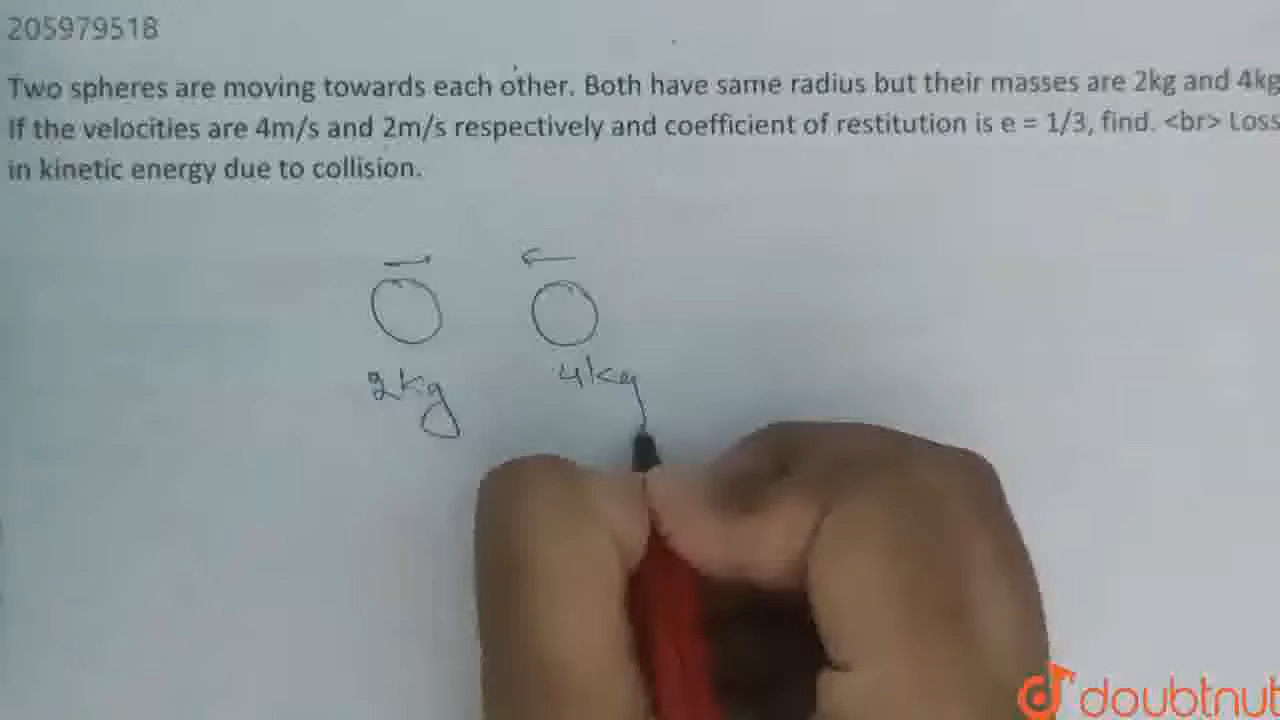 205979518
Two spheres are moving towards each other. Both have same radius but their masses are 2kg and 4kg
If the velocities are 4m/s and 2m/s respectively and coefficient of restitution is e = 1/3, find. <br> Loss
in kinetic energy due to collision.
2kg 4kg
doubtnut